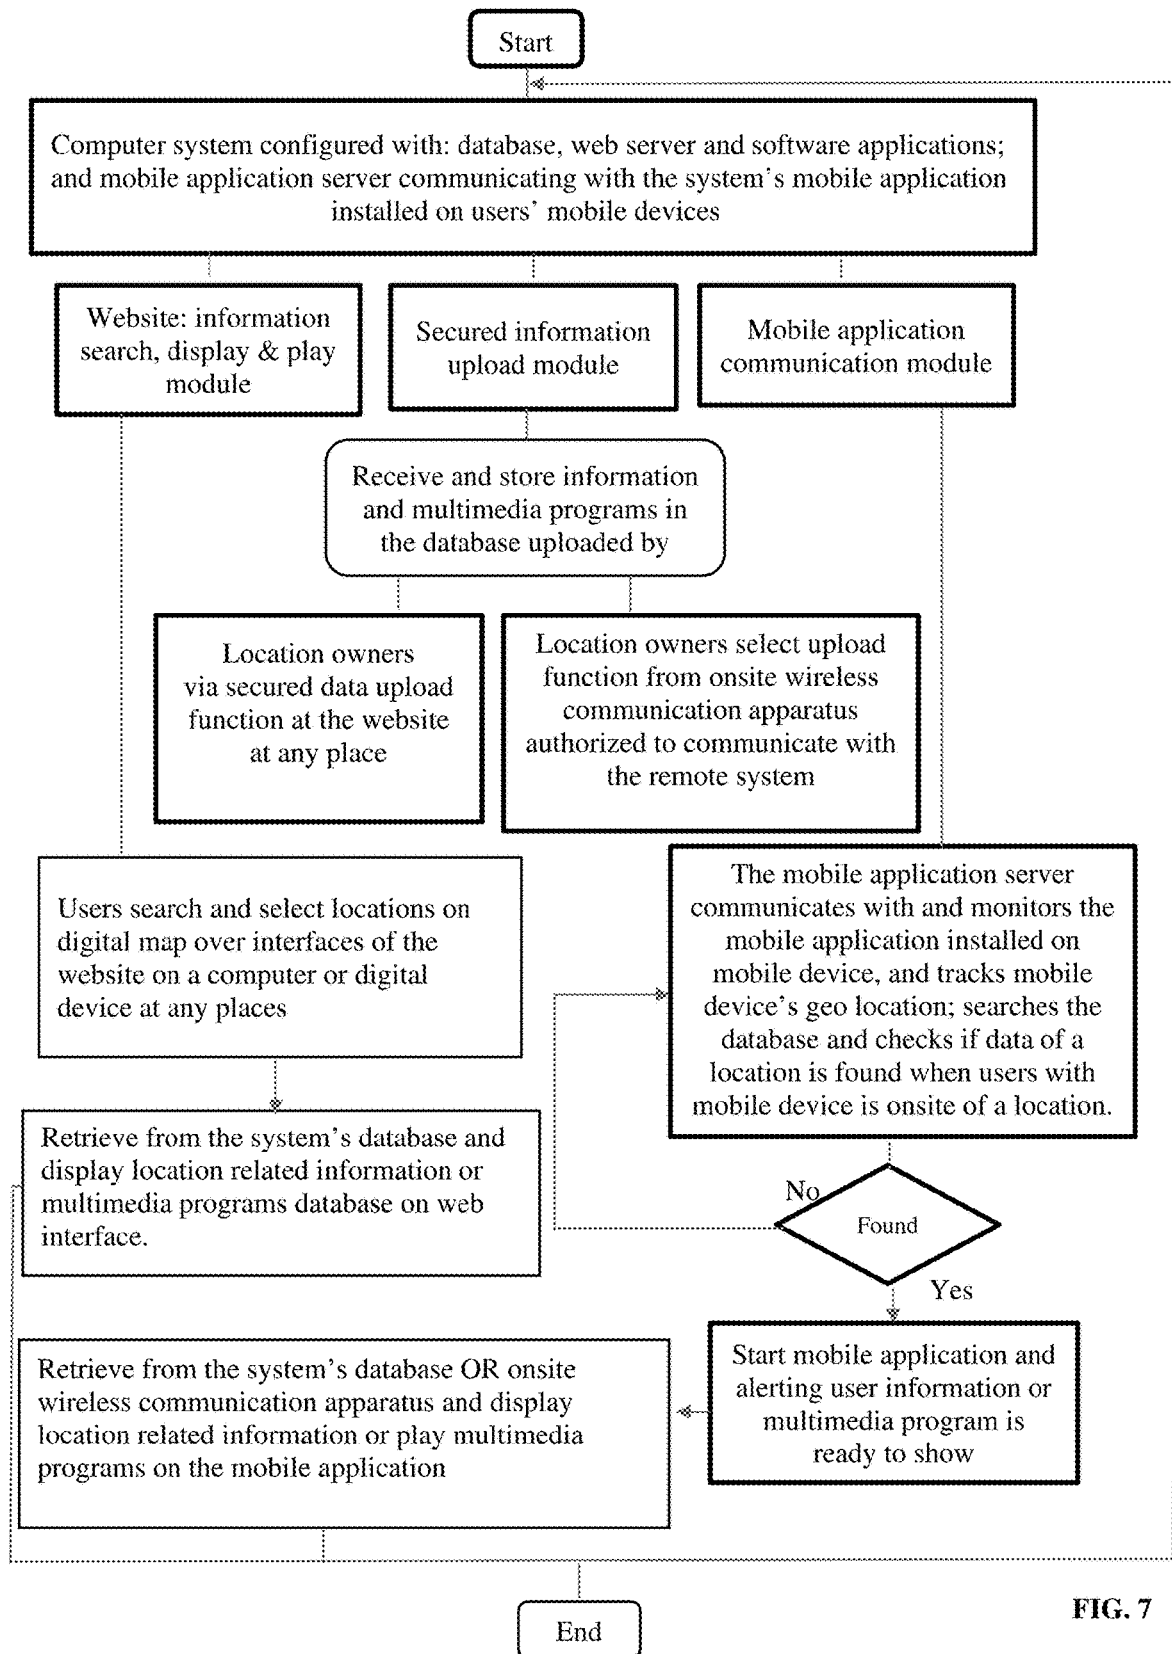 Start
Computer system configured with: database, web server and software applications;
and mobile application server communicating with the system's mobile application
installed on users' mobile devices
Website: information
search, display & play
module
Secured information
upload module
Mobile application
communication module
Receive and store information
and multimedia programs in
the database uploaded by
Location owners
via secured data upload
function at the website
at any place
Location owners select upload
function from onsite wireless
communication apparatus
authorized to communicate with
the remote system
Users search and select locations on
digital map over interfaces of the
website on a computer or digital
device at any places
The mobile application server
communicates with and monitors the
mobile application installed on
mobile device, and tracks mobile
device's geo location; searches the
database and checks if data of a
location is found when users with
mobile device is onsite of a location.
Retrieve from the system's database and
display location related information or
multimedia programs database on web
interface.
No
Found
Yes
Retrieve from the system's database OR onsite
wireless communication apparatus and display
location related information or play multimedia
programs on the mobile application
Start mobile application and
alerting user information or
multimedia program is
ready to show
End
FIG. 7